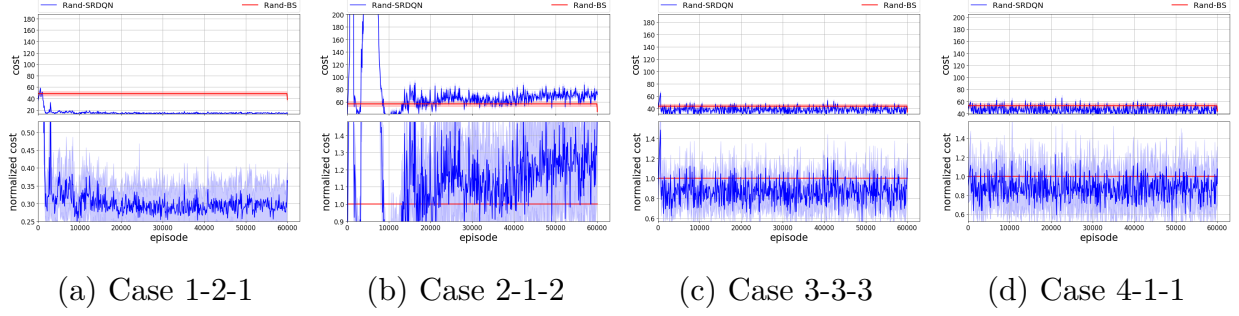 Rand-SRDQN Rand-BS
180
160
140
120
100
80
60
40
20
cost
0.50
0.45
0.40
0.35
0.30
0.25
normalized cost
0 10000 20000 30000 40000 50000 60000
episode
(a) Case 1-2-1
Rand-SRDQN Rand-BS
200
180
160
140
120
100
80
60
cost
1.4
1.3
1.2
1.1
1.0
0.9
normalized cost
0 10000 20000 30000 40000 50000 60000
episode
(b) Case 2-1-2
Rand-SRDQN Rand-BS
180
160
140
120
100
80
60
40
cost
1.4
1.2
1.0
0.8
0.6
normalized cost
0 10000 20000 30000 40000 50000 60000
episode
(c) Case 3-3-3
Rand-SRDQN Rand-BS
200
180
160
140
120
100
80
60
40
cost
1.4
1.2
1.0
0.8
0.6
normalized cost
0 10000 20000 30000 40000 50000 60000
episode
(d) Case 4-1-1